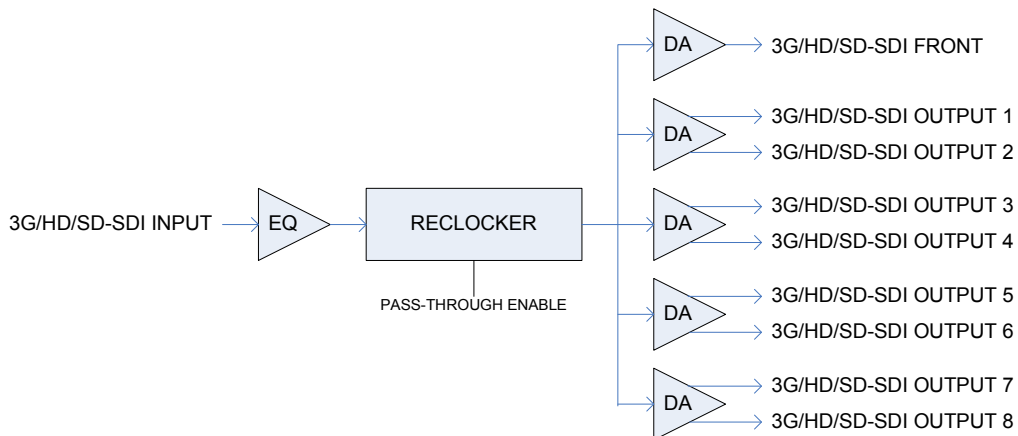 DA
3G/HD/SD-SDI FRONT
DA
3G/HD/SD-SDI OUTPUT 1
3G/HD/SD-SDI OUTPUT 2
3G/HD/SD-SDI INPUT
EQ
RECLOCKER
PASS-THROUGH ENABLE
DA
3G/HD/SD-SDI OUTPUT 3
3G/HD/SD-SDI OUTPUT 4
DA
3G/HD/SD-SDI OUTPUT 5
3G/HD/SD-SDI OUTPUT 6
DA
3G/HD/SD-SDI OUTPUT 7
3G/HD/SD-SDI OUTPUT 8